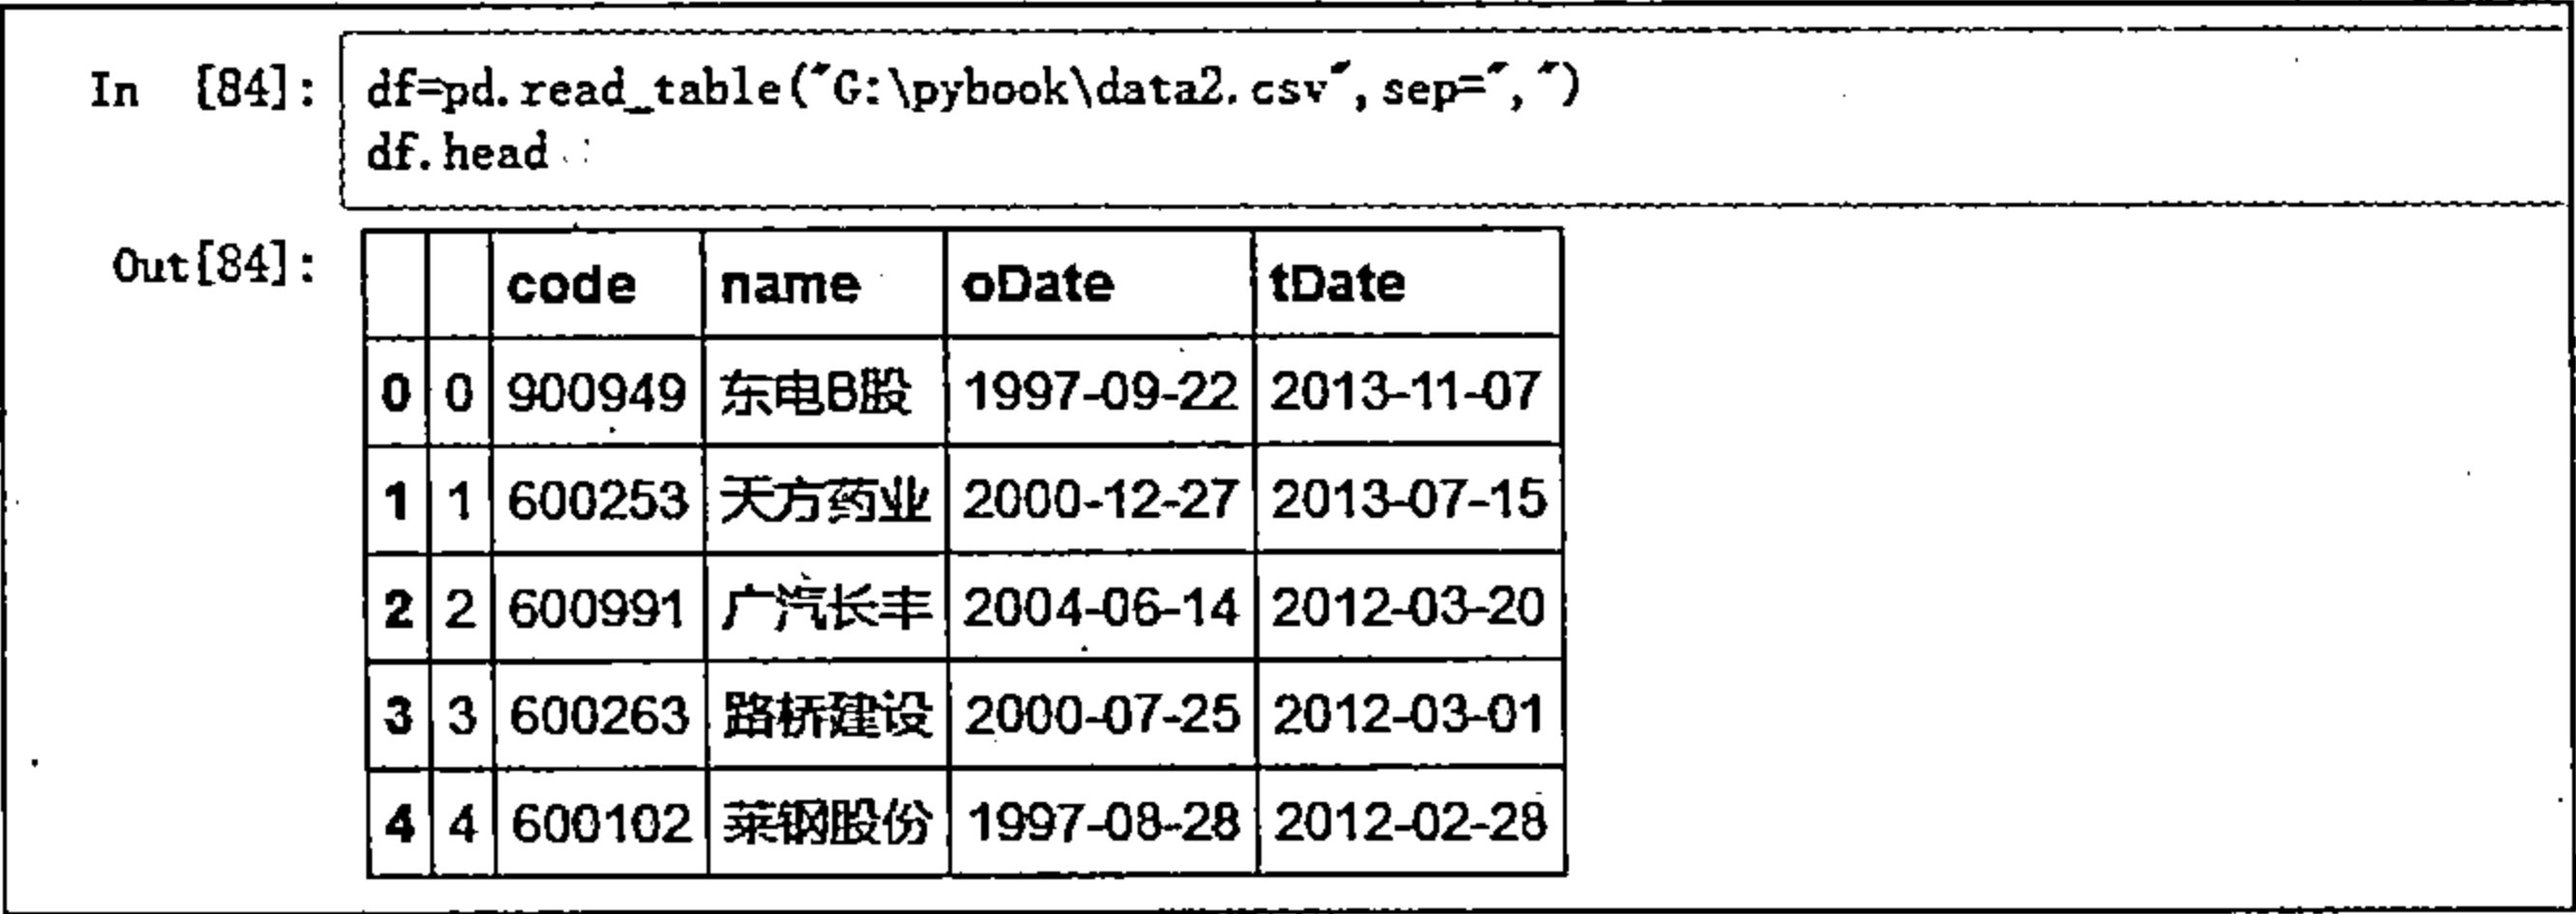 In [84]: df=pd.read_table("G:\pybook\data2.csv",sep=",")
df.head
Out[84]:
code name oDate tDate
0 0 900949 东电B股 1997-09-22 2013-11-07
1 1 600253 天方药业 2000-12-27 2013-07-15
2 2 600991 广汽长丰 2004-06-14 2012-03-20
3 3 600263 路桥建设 2000-07-25 2012-03-01
4 4 600102 莱钢股份 1997-08-28 2012-02-28